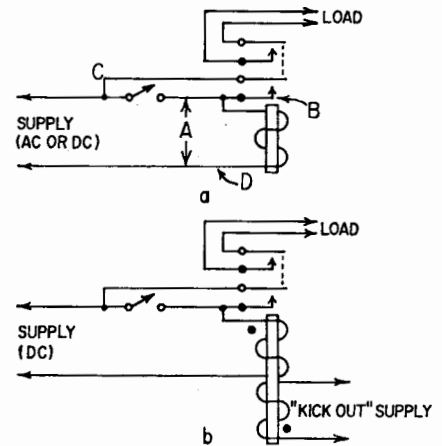 LOAD
C
B
SUPPLY
(AC OR DC)
A
D
a
LOAD
SUPPLY
(DC)
"KICK OUT" SUPPLY
b